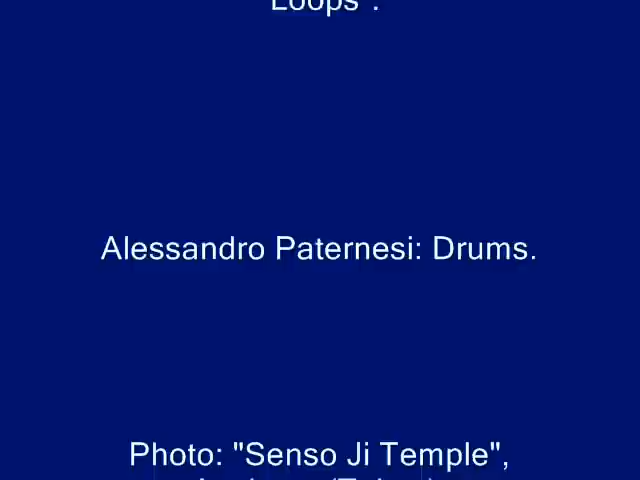 Loops".
Alessandro Paternesi: Drums.
Photo: "Senso Ji Temple",